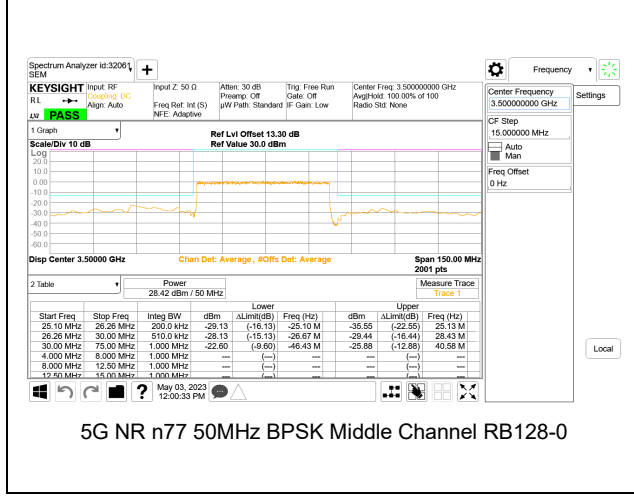 Spectrum Analyzer id:32061
SEM
KEYSIGHT
RL
PASS
Input: RF
Coupling: DC
Align: Auto
Input Z: 50 Ω
Freq Ref: Int (S)
NFE: Adaptive
Atten: 30 dB
Preamp: Off
µW Path: Standard
Trig: Free Run
Gate: Off
IF Gain: Low
Center Freq: 3.500000000 GHz
Avg|Hold: 100.00% of 100
Radio Std: None
1 Graph
Scale/Div 10 dB
Ref Lvl Offset 13.30 dB
Ref Value 30.0 dBm
Log
20.0
10.0
0.00
-10.0
-20.0
-30.0
-40.0
-50.0
-60.0
Disp Center 3.50000 GHz
Chan Det: Average, #Offs Det: Average
Span 150.00 MHz
2001 pts
2 Table
Power
28.42 dBm / 50 MHz
Measure Trace
Trace 1
Lower Upper
Start Freq Stop Freq Integ BW dBm ΔLimit(dB) Freq (Hz) dBm ΔLimit(dB) Freq (Hz)
25.10 MHz 26.26 MHz 200.0 kHz -29.13 (-16.13) -25.10 M -35.55 (-22.55) 25.13 M
26.26 MHz 30.00 MHz 510.0 kHz -28.13 (-15.13) -26.67 M -29.44 (-16.44) 28.43 M
30.00 MHz 75.00 MHz 1.000 MHz -22.60 (-9.60) -46.43 M -25.88 (-12.88) 40.58 M
4.000 MHz 8.000 MHz 1.000 MHz --- (---) --- --- (---) ---
8.000 MHz 12.50 MHz 1.000 MHz --- (---) --- --- (---) ---
12.50 MHz 15.00 MHz 1.000 MHz --- (---) --- --- (---) ---
May 03, 2023
12:00:33 PM
Frequency
Center Frequency
3.500000000 GHz
Settings
CF Step
15.000000 MHz
Auto
Man
Freq Offset
0 Hz
Local
5G NR n77 50MHz BPSK Middle Channel RB128-0